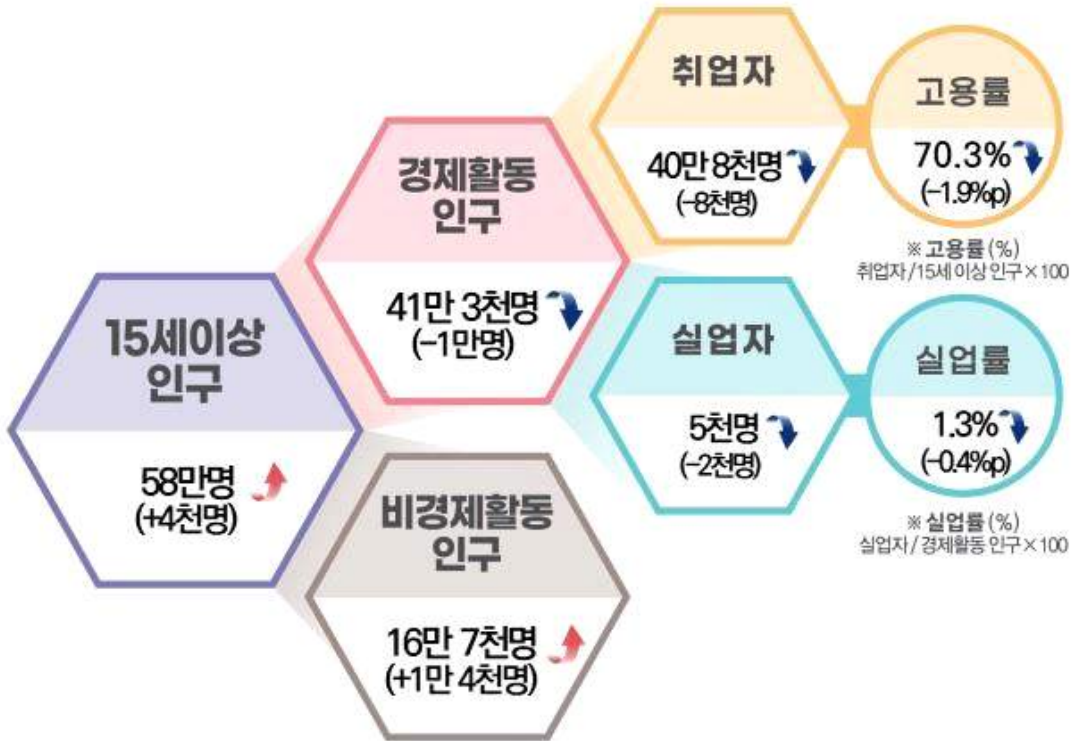 15세이상
인구
58만명
(+4천명)
경제활동
인구
41만 3천명
(-1만명)
비경제활동
인구
16만 7천명
(+1만 4천명)
취업자
40만 8천명
(-8천명)
고용률
70.3%
(-1.9%p)
※ 고용률 (%)
취업자 / 15세 이상 인구 × 100
실업자
5천명
(-2천명)
실업률
1.3%
(-0.4%p)
※ 실업률 (%)
실업자 / 경제활동 인구 × 100